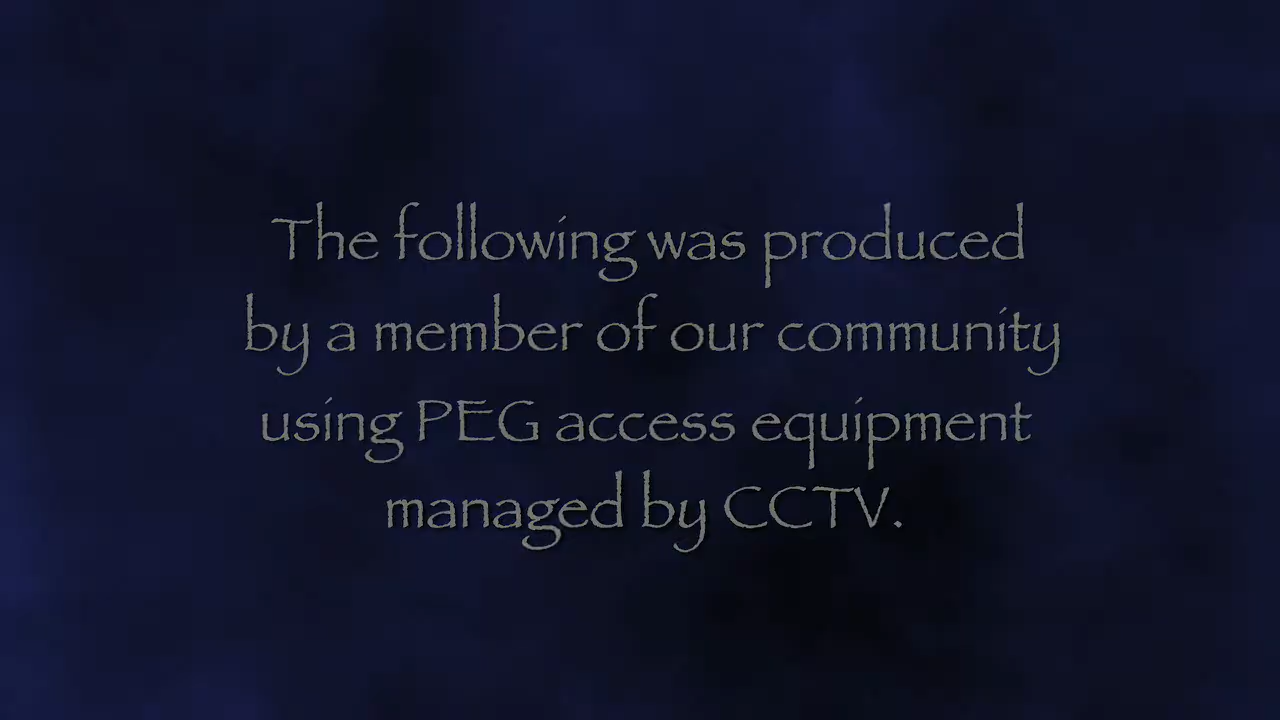 The following was produced
by a member of our community
using PEG access equipment
managed by CCTV.